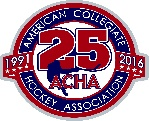 AMERICAN COLLEGIATE
1991 25 2016
ACHA
HOCKEY ASSOCIATION